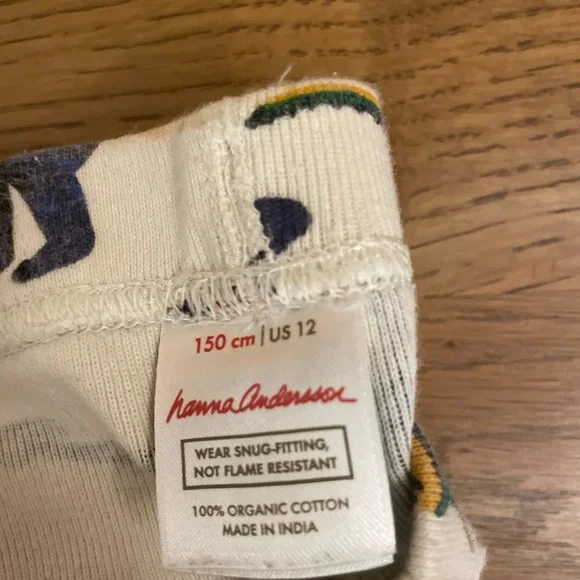 150 cm | US 12
hanna Andersson
WEAR SNUG-FITTING,
NOT FLAME RESISTANT
100% ORGANIC COTTON
MADE IN INDIA